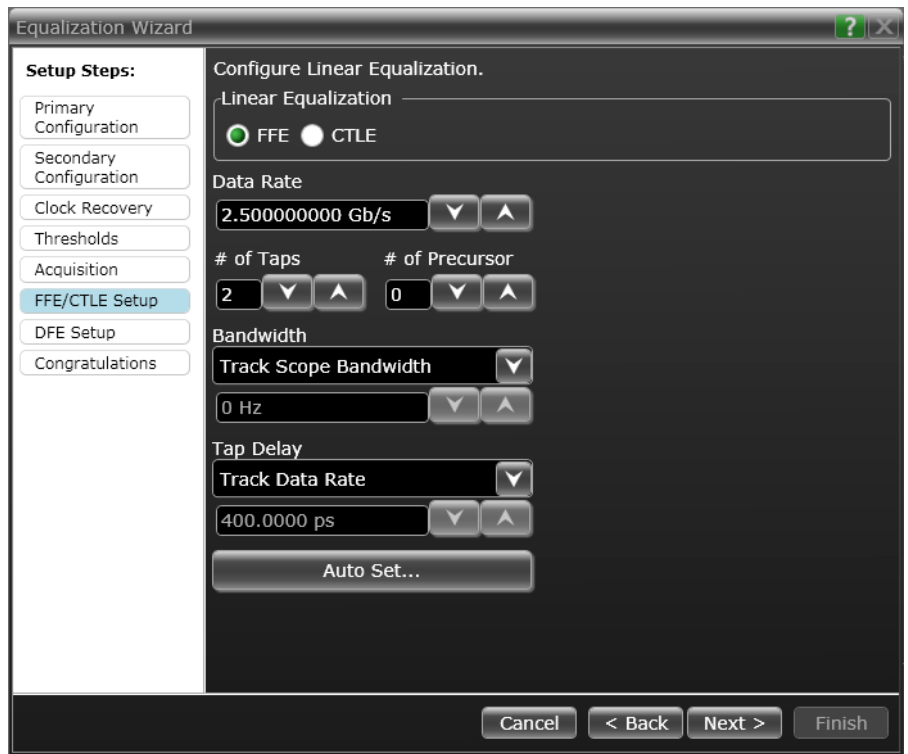 Equalization Wizard
?
X
Setup Steps:
Primary
Configuration
Secondary
Configuration
Clock Recovery
Thresholds
Acquisition
FFE/CTLE Setup
DFE Setup
Congratulations
Configure Linear Equalization.
Linear Equalization
FFE CTLE
Data Rate
2.500000000 Gb/s
# of Taps # of Precursor
2 0
Bandwidth
Track Scope Bandwidth
0 Hz
Tap Delay
Track Data Rate
400.0000 ps
Auto Set...
Cancel < Back Next > Finish